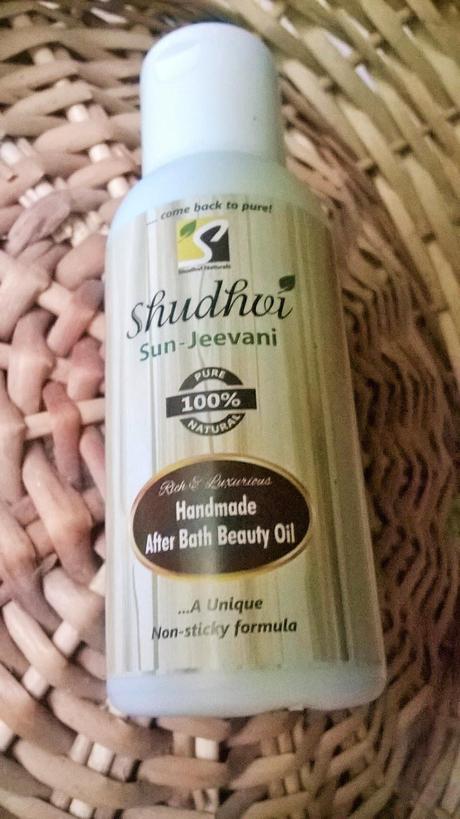 ... come back to pure!
S
Shudhvi Naturals
Shudhvi
Sun-Jeevani
PURE
100%
NATURAL
Rich & Luxurious
Handmade
After Bath Beauty Oil
...A Unique
Non-sticky formula